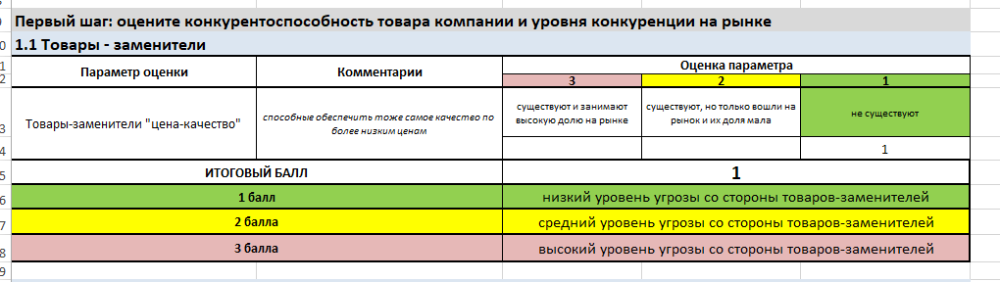 Первый шаг: оцените конкурентоспособность товара компании и уровня конкуренции на рынке
1.1 Товары - заменители
Параметр оценки
Комментарии
Оценка параметра
3
2
1
Товары-заменители "цена-качество"
способные обеспечить тоже самое качество по
более низким ценам
существуют и занимают
высокую долю на рынке
существуют, но только вошли на
рынок и их доля мала
не существуют
1
ИТОГОВЫЙ БАЛЛ
1
1 балл
низкий уровень угрозы со стороны товаров-заменителей
2 балла
средний уровень угрозы со стороны товаров-заменителей
3 балла
высокий уровень угрозы со стороны товаров-заменителей